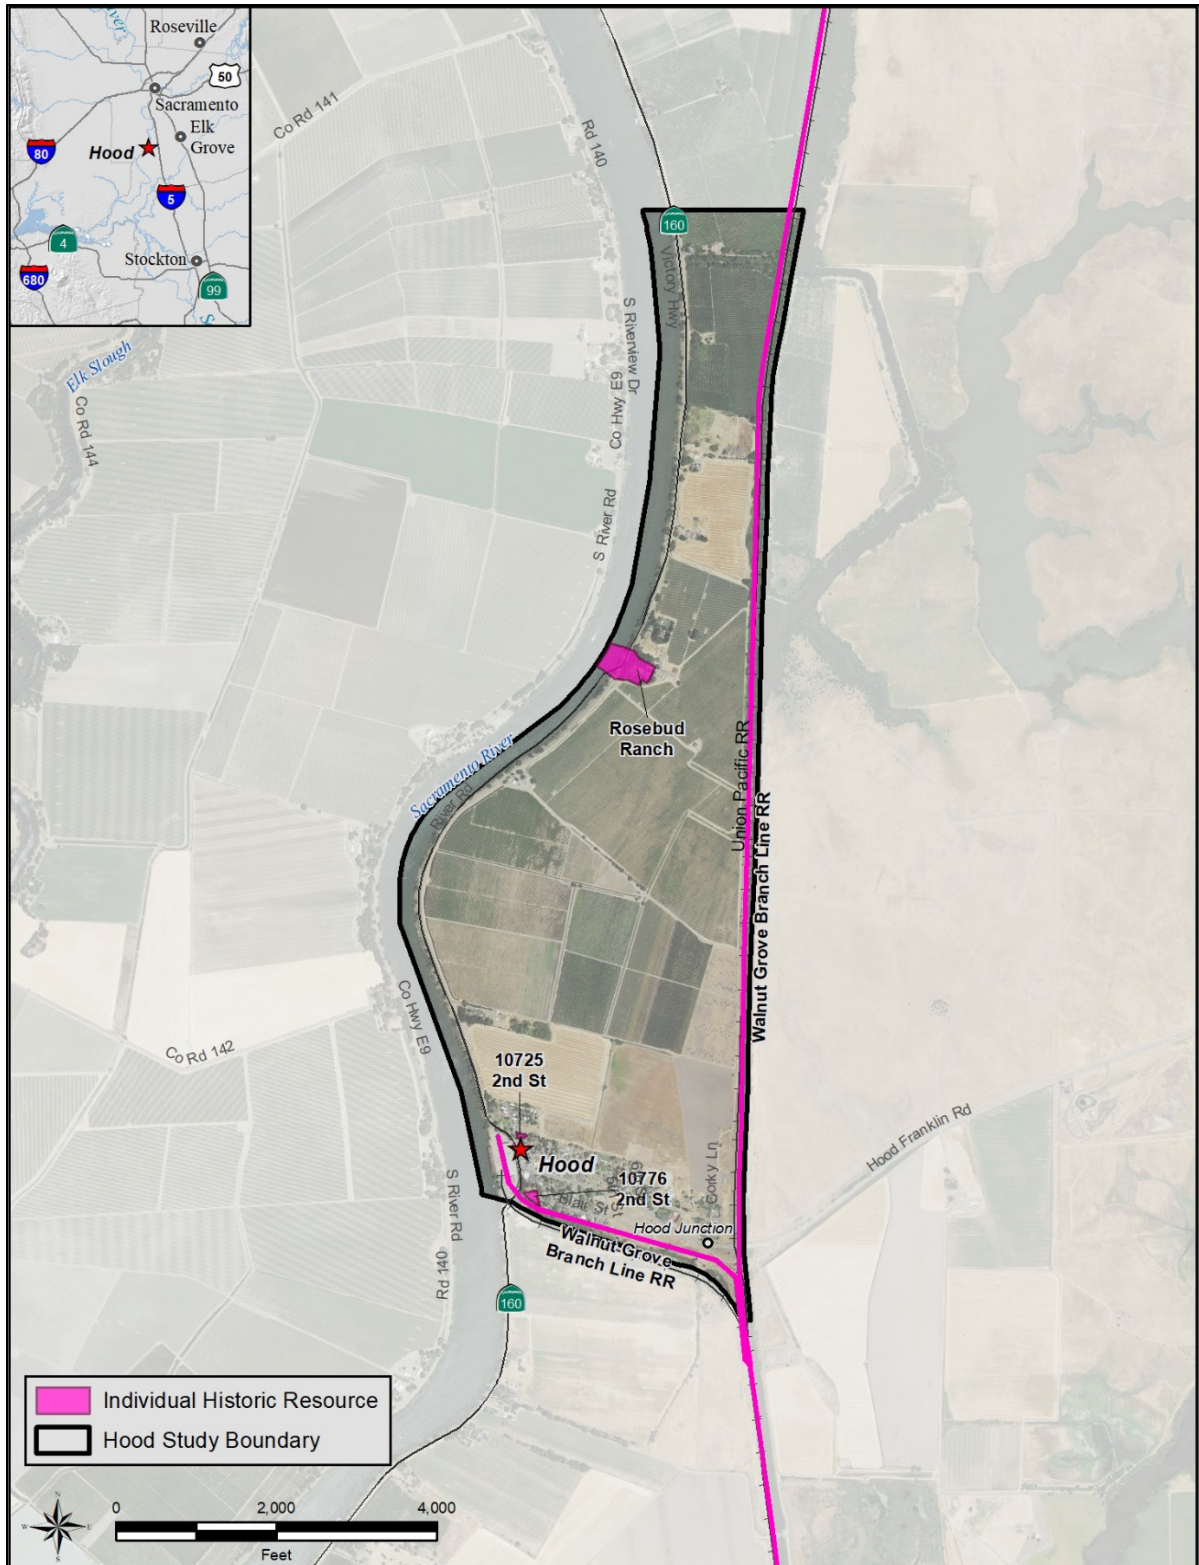 River
Roseville
50
Sacramento
Elk
Grove
80
Hood
5
4
Stockton
680
99
Co Rd 141
Rd 140
160
Victory Hwy
S Riverview Dr
Co Hwy E9
Elk Slough
Co Rd 144
S River Rd
Rosebud
Ranch
Sacramento River
River Rd
Union Pacific RR
Walnut Grove Branch Line RR
Co Hwy E9
Co Rd 142
10725
2nd St
Hood Franklin Rd
Hood
Corky Ln
10776
2nd St
Blair St
5th St
Hood Junction
S River Rd
Walnut Grove
Branch Line RR
Rd 140
160
Individual Historic Resource
Hood Study Boundary
N
W
E
S
0
2,000
4,000
Feet